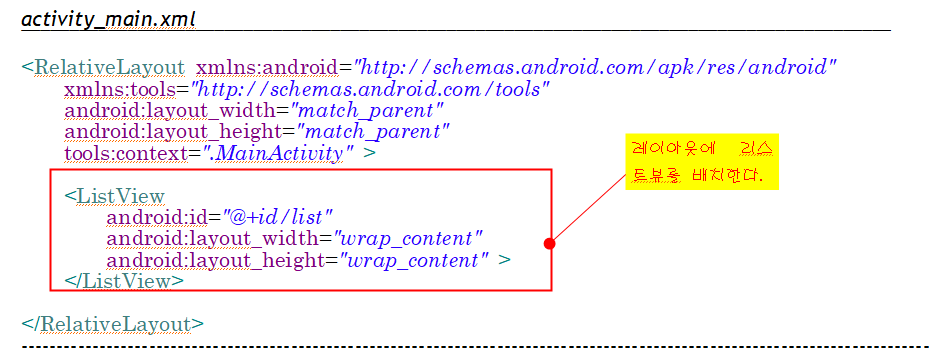 activity_main.xml
<RelativeLayout xmlns:android="http://schemas.android.com/apk/res/android"
xmlns:tools="http://schemas.android.com/tools"
android:layout_width="match_parent"
android:layout_height="match_parent"
tools:context=".MainActivity" >
레이아웃에 리스
트뷰를 배치한다.
<ListView
android:id="@+id/list"
android:layout_width="wrap_content"
android:layout_height="wrap_content" >
</ListView>
</RelativeLayout>